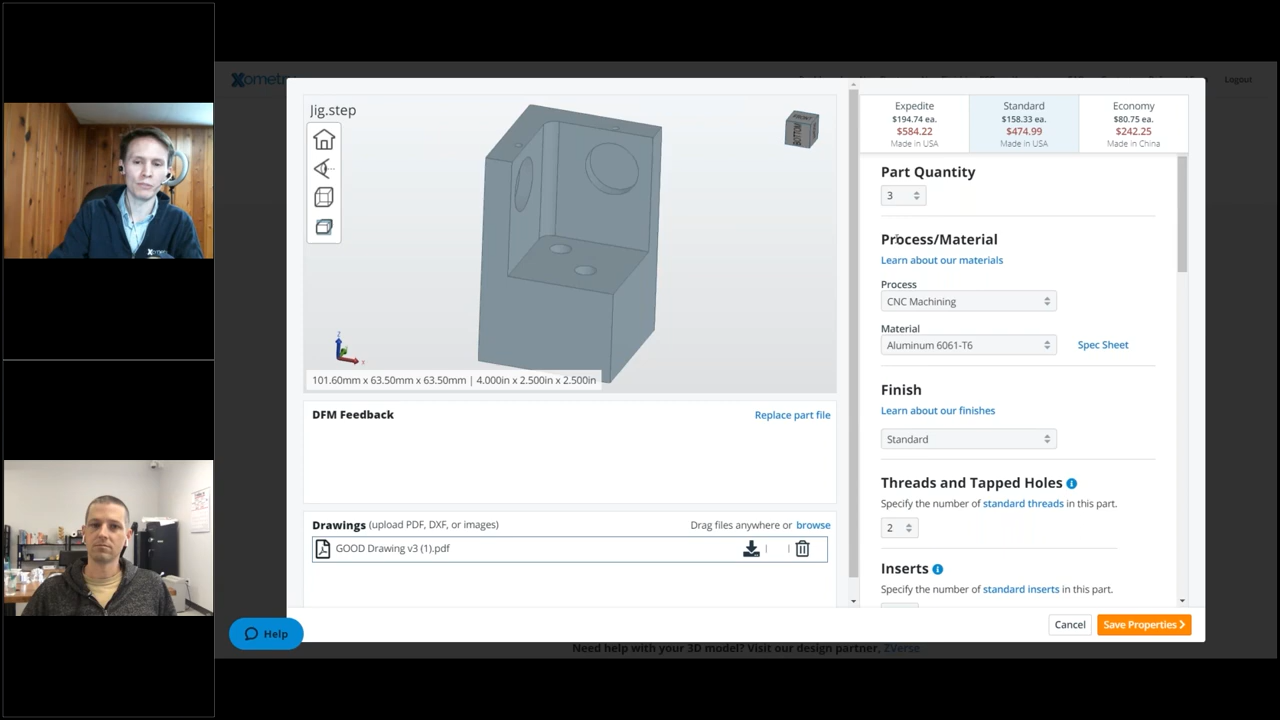 Xometry
Logout
Jig.step
BOTTOM
101.60mm x 63.50mm x 63.50mm | 4.000in x 2.500in x 2.500in
DFM Feedback
Replace part file
Drawings (upload PDF, DXF, or images)
Drag files anywhere or browse
GOOD Drawing v3 (1).pdf
Expedite
$194.74 ea.
$584.22
Made in USA
Standard
$158.33 ea.
$474.99
Made in USA
Economy
$80.75 ea.
$242.25
Made in China
Part Quantity
3
Process/Material
Learn about our materials
Process
CNC Machining
Material
Aluminum 6061-T6
Spec Sheet
Finish
Learn about our finishes
Standard
Threads and Tapped Holes
Specify the number of standard threads in this part.
2
Inserts
Specify the number of standard inserts in this part.
Cancel
Save Properties
Help
Need help with your 3D model? Visit our design partner, ZVerse